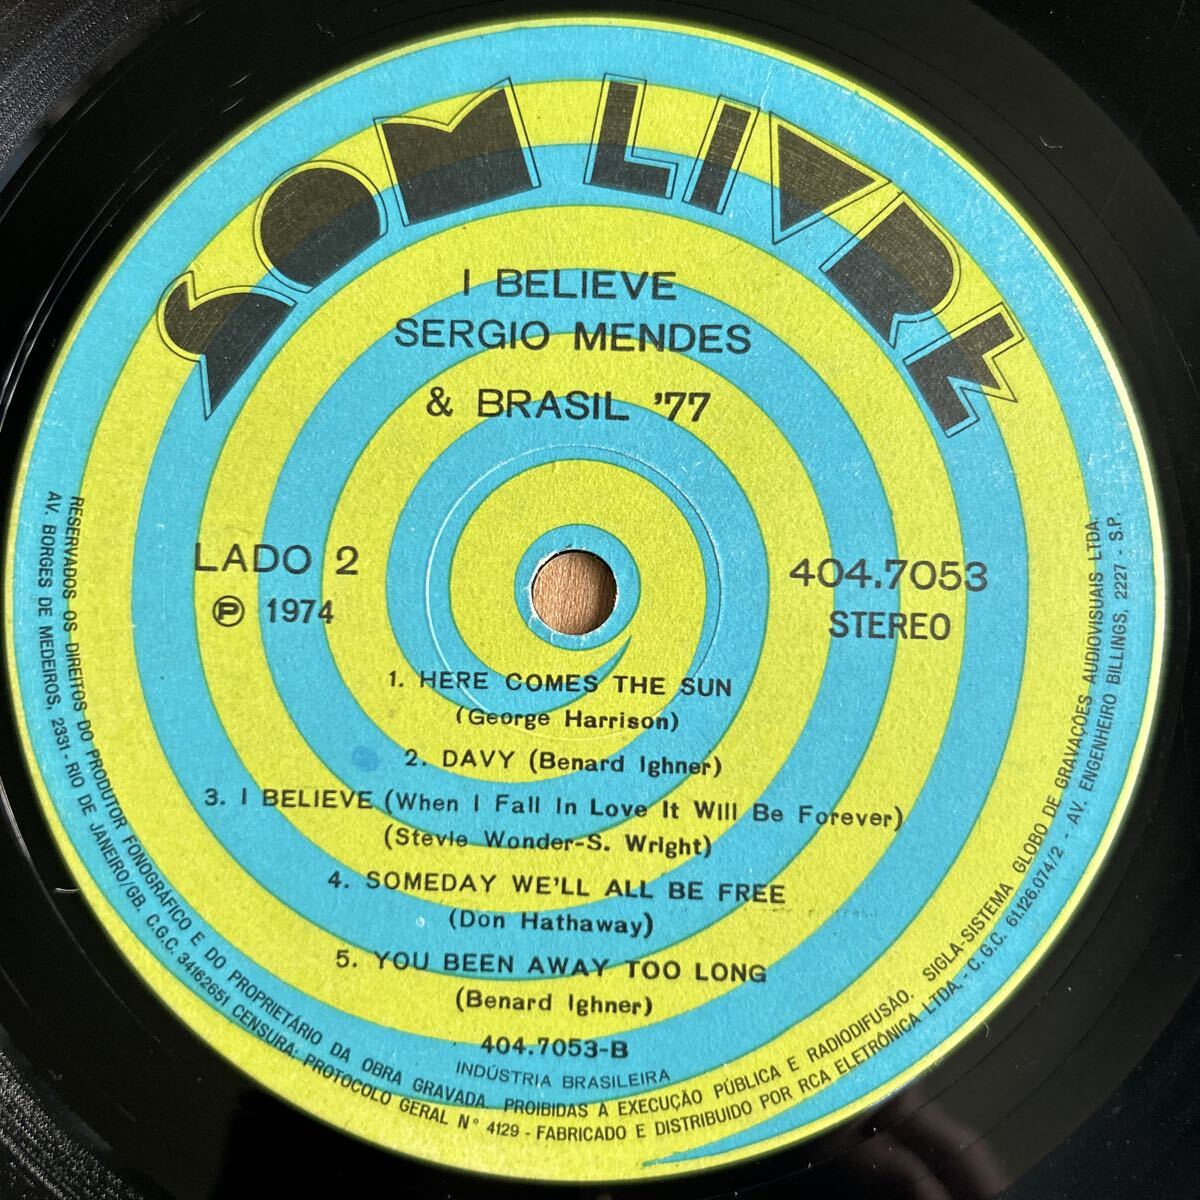 SOM LIVRE
I BELIEVE
SERGIO MENDES
& BRASIL '77
LADO 2
℗ 1974
404.7053
STEREO
1. HERE COMES THE SUN
(George Harrison)
2. DAVY (Benard Ighner)
3. I BELIEVE (When I Fall In Love It Will Be Forever)
(Stevie Wonder-S. Wright)
4. SOMEDAY WE'LL ALL BE FREE
(Don Hathaway)
5. YOU BEEN AWAY TOO LONG
(Benard Ighner)
404.7053-B
INDÚSTRIA BRASILEIRA
RESERVADOS OS DIREITOS DO PRODUTOR FONOGRÁFICO E DO PROPRIETÁRIO DA OBRA GRAVADA. PROIBIDAS A EXECUÇÃO PÚBLICA E RADIODIFUSÃO. SIGLA-SISTEMA GLOBO DE GRAVAÇÕES AUDIOVISUAIS LTDA.
AV. BORGES DE MEDEIROS, 2331 - RIO DE JANEIRO/GB. C.G.C. 34162651 CENSURA: PROTOCOLO GERAL Nº 4129 - FABRICADO E DISTRIBUIDO POR RCA ELETRÔNICA LTDA. - C.G.C. 61.126.074/2 - AV. ENGENHEIRO BILLINGS, 2227 - S.P.